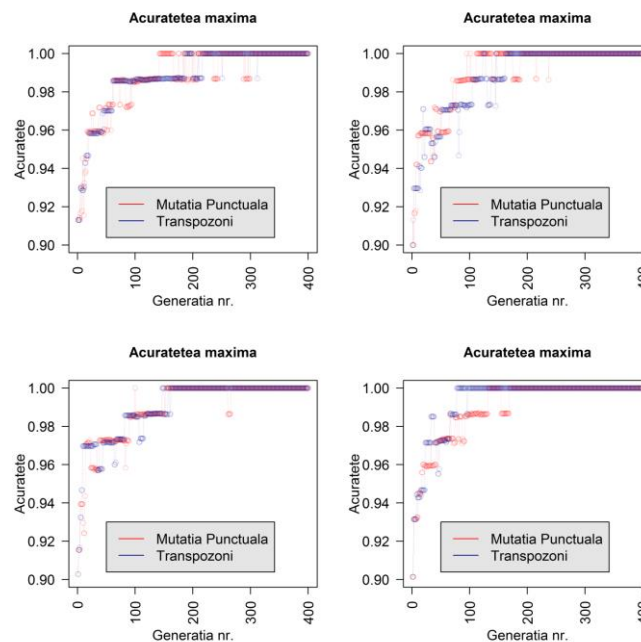 Acuratetea maxima
Acuratete
1.00
0.98
0.96
0.94
0.92
0.90
Mutatia Punctuala
Transpozoni
0
100
200
300
400
Generatia nr.
Acuratetea maxima
Acuratete
1.00
0.98
0.96
0.94
0.92
0.90
Mutatia Punctuala
Transpozoni
0
100
200
300
400
Generatia nr.
Acuratetea maxima
Acuratete
1.00
0.98
0.96
0.94
0.92
0.90
Mutatia Punctuala
Transpozoni
0
100
200
300
400
Generatia nr.
Acuratetea maxima
Acuratete
1.00
0.98
0.96
0.94
0.92
0.90
Mutatia Punctuala
Transpozoni
0
100
200
300
400
Generatia nr.